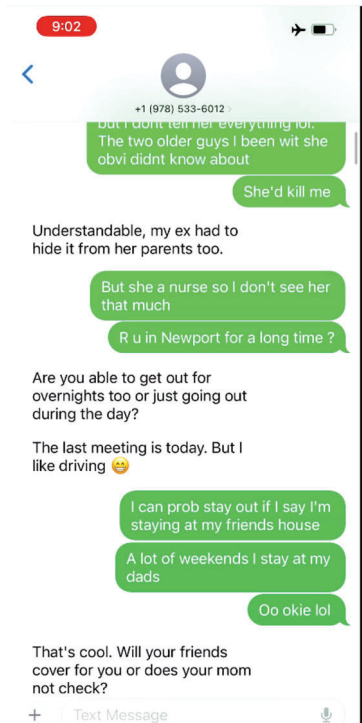 9:02
+1 (978) 533-6012
but I dont tell her everything lol.
The two older guys I been wit she
obvi didnt know about
She'd kill me
Understandable, my ex had to
hide it from her parents too.
But she a nurse so I don't see her
that much
R u in Newport for a long time ?
Are you able to get out for
overnights too or just going out
during the day?
The last meeting is today. But I
like driving 😁
I can prob stay out if I say I'm
staying at my friends house
A lot of weekends I stay at my
dads
Oo okie lol
That's cool. Will your friends
cover for you or does your mom
not check?
Text Message